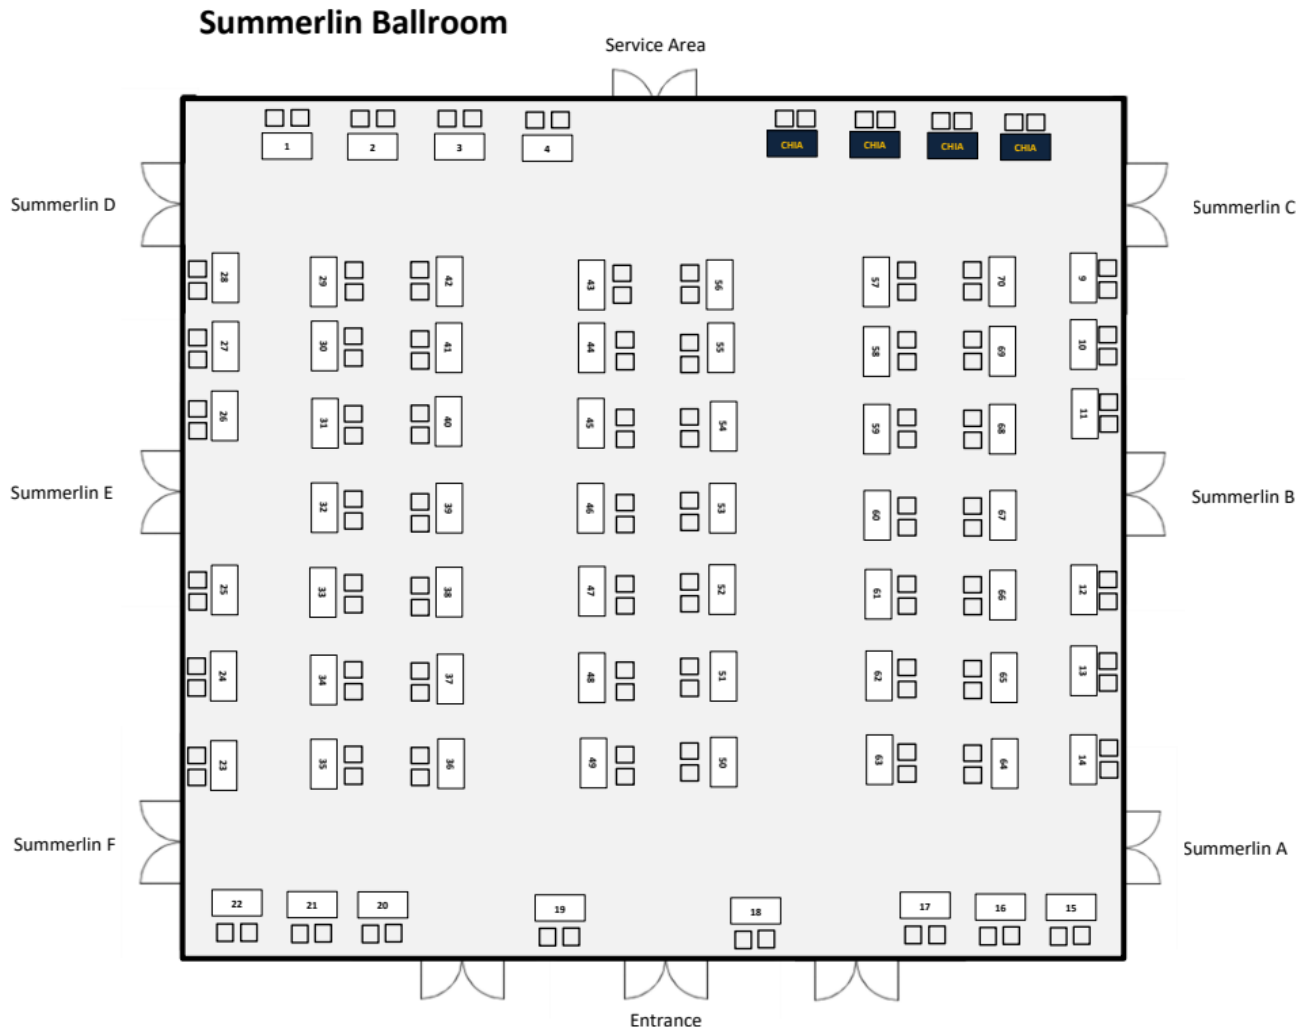 Summerlin Ballroom
Service Area
1 2 3 4 CHIA CHIA CHIA CHIA
Summerlin D
Summerlin C
28 29 42 43 56 57 70 9
27 30 41 44 55 58 69 10
26 31 40 45 54 59 68 11
Summerlin E
32 39 46 53 60 67
Summerlin B
25 33 38 47 52 61 66 12
24 34 37 48 51 62 65 13
23 35 36 49 50 63 64 14
Summerlin F
Summerlin A
22 21 20 19 18 17 16 15
Entrance